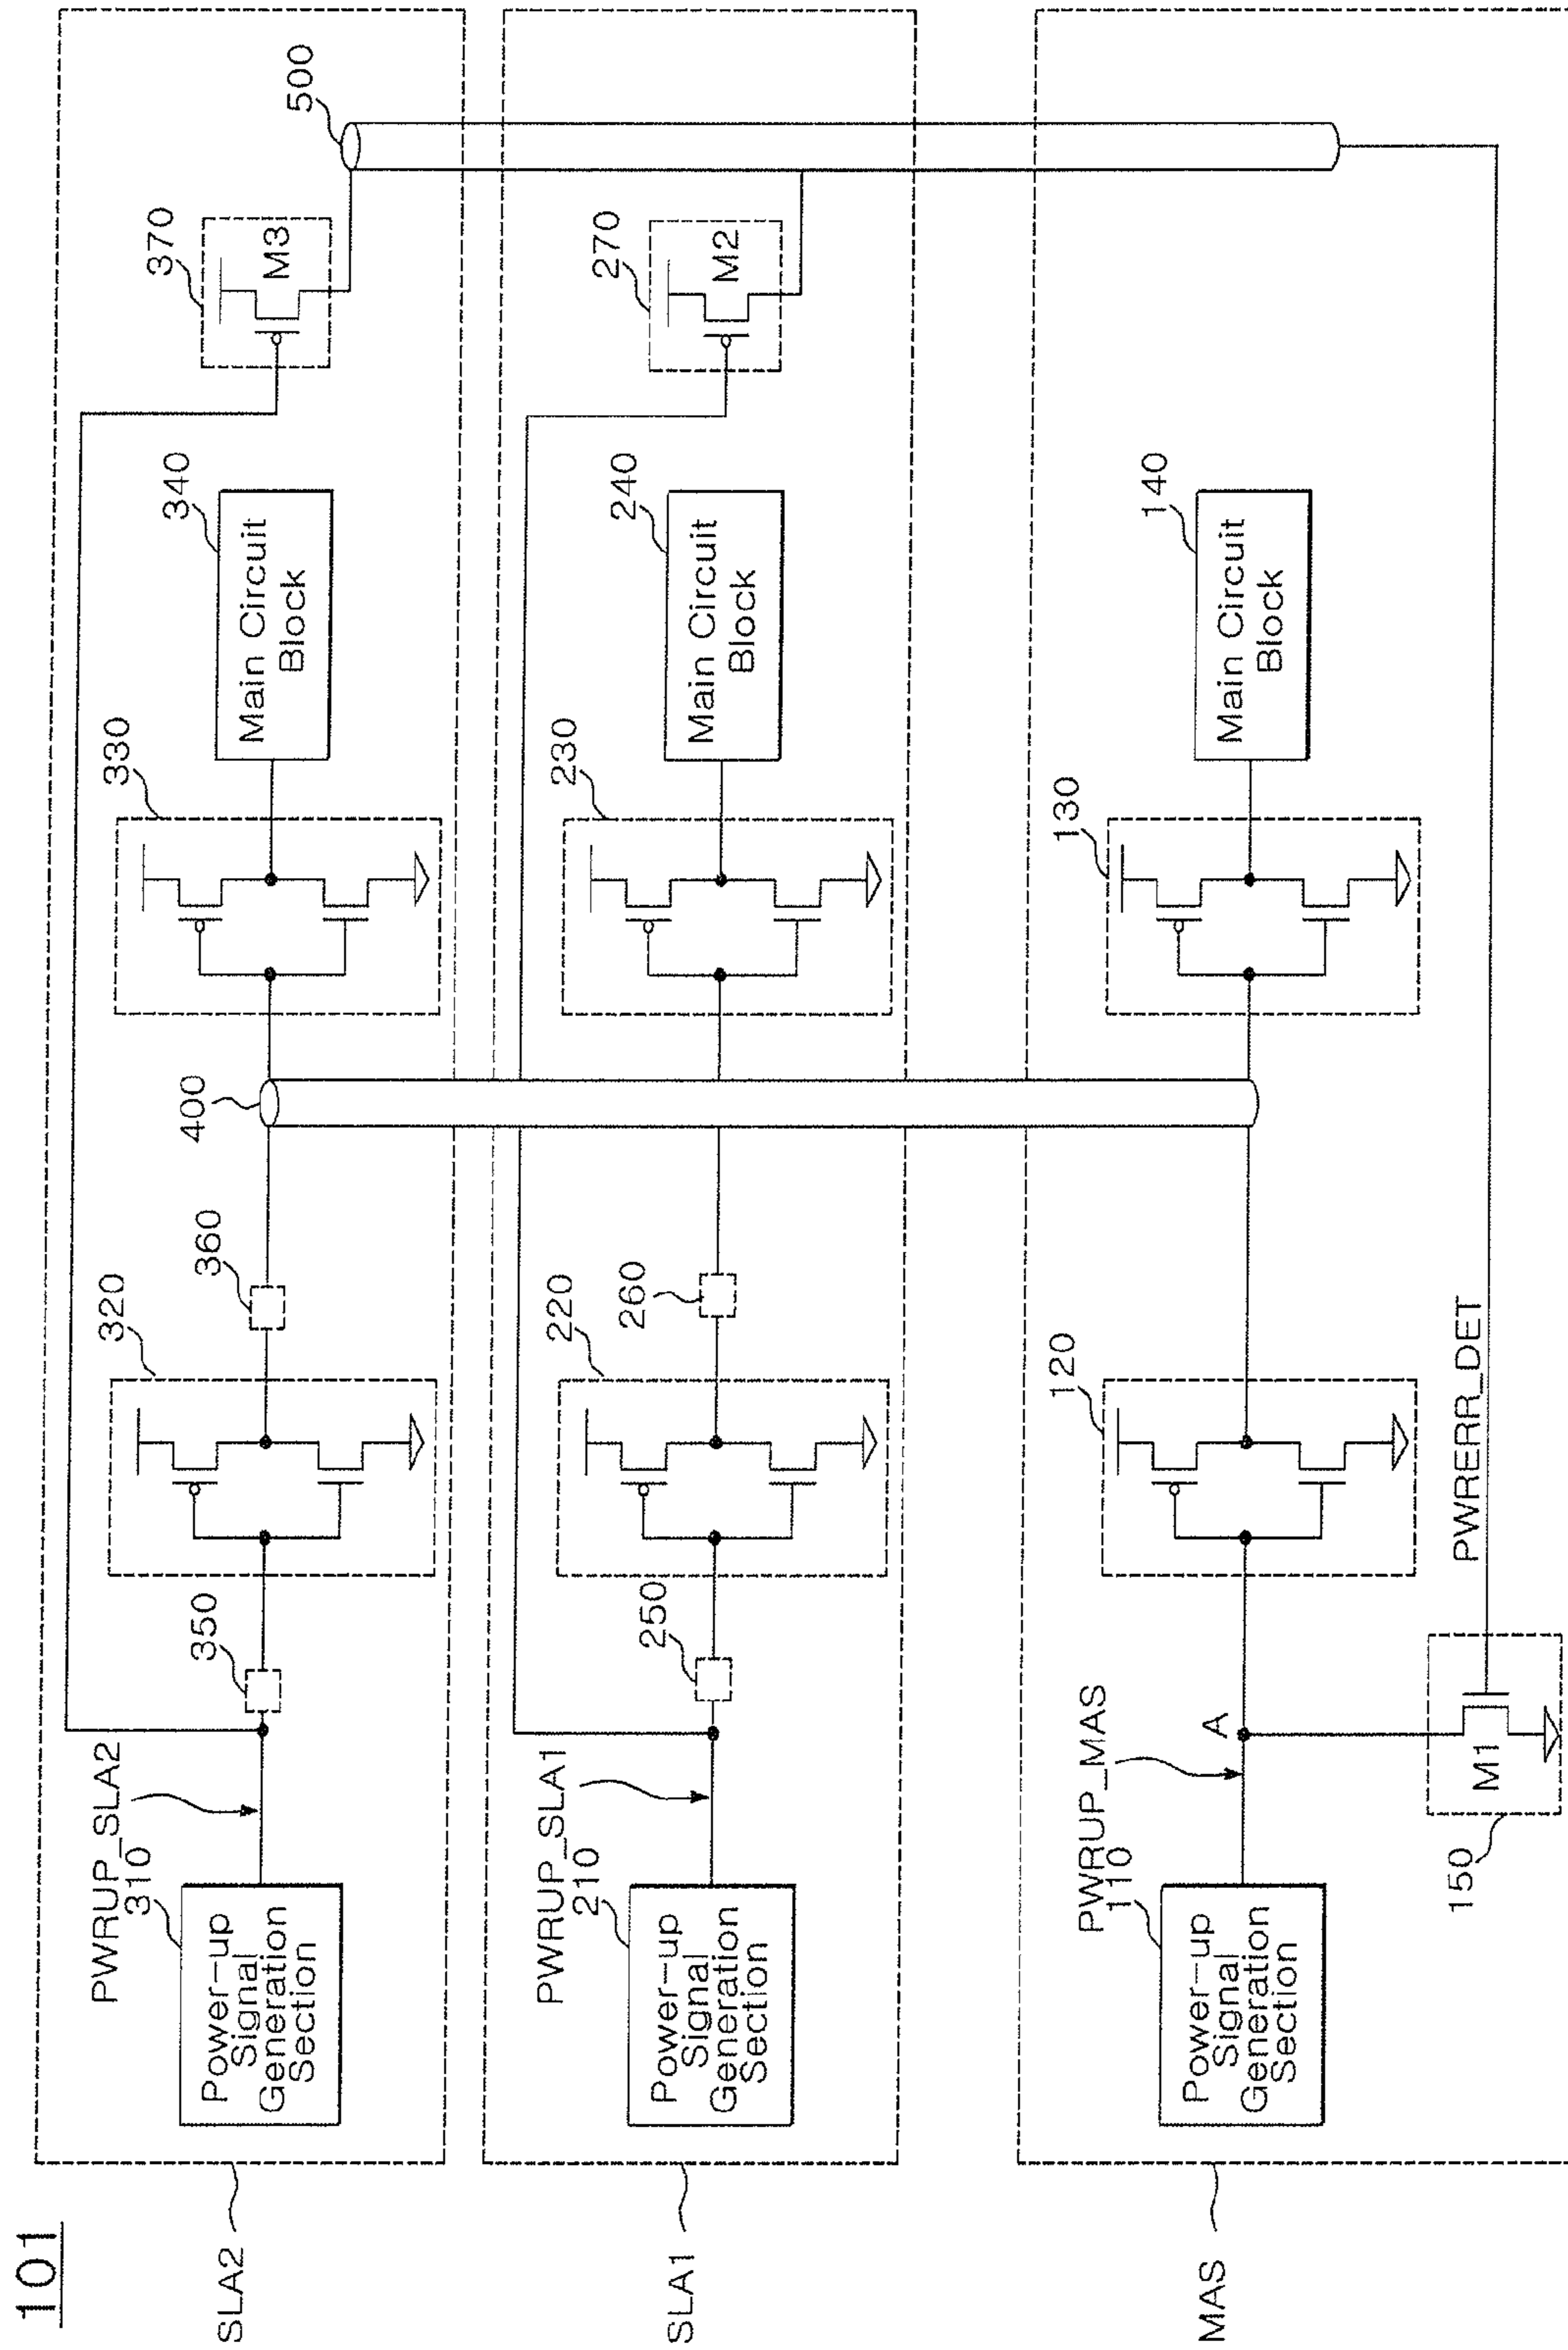 101
SLA2
PWRUP_SLA2
310
Power-up
Signal
Generation
Section
350
320
360
400
330
340
Main Circuit
Block
370
M3
500
SLA1
PWRUP_SLA1
210
Power-up
Signal
Generation
Section
250
220
260
230
240
Main Circuit
Block
270
M2
MAS
PWRUP_MAS
110
Power-up
Signal
Generation
Section
A
120
130
140
Main Circuit
Block
150
M1
PWRERR_DET